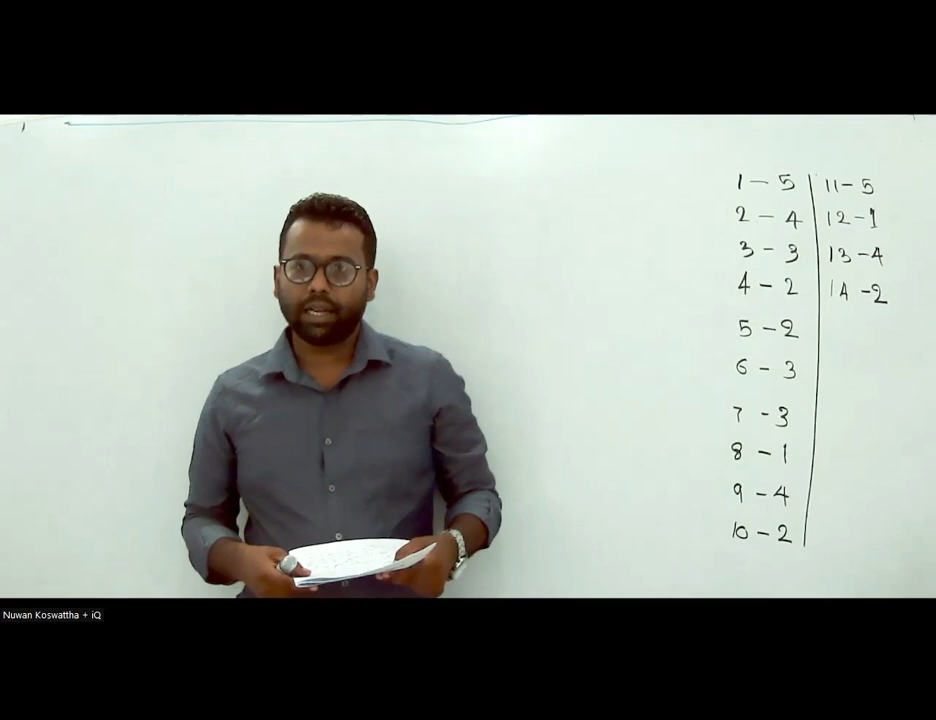 1 – 5
2 – 4
3 – 3
4 – 2
5 – 2
6 – 3
7 – 3
8 – 1
9 – 4
10 – 2
11 – 5
12 – 1
13 – 4
14 – 2
Nuwan Koswattha + iQ